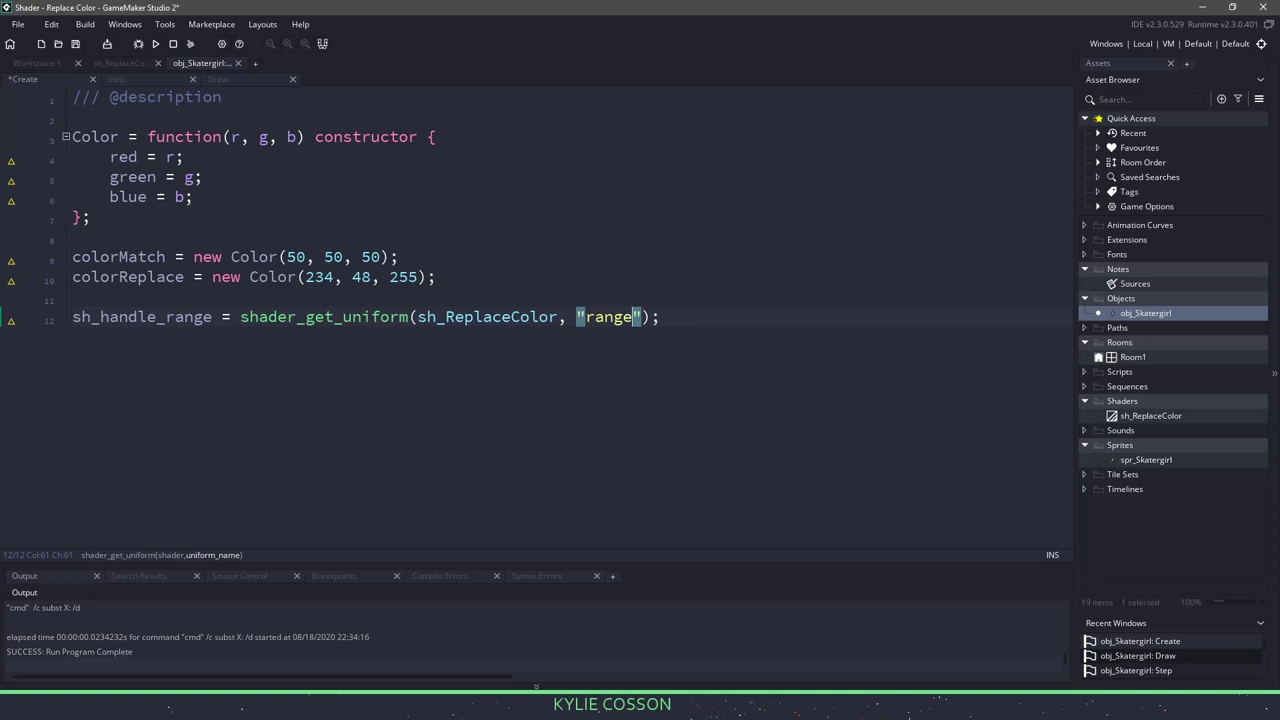 Shader - Replace Color - GameMaker Studio 2*
File Edit Build Windows Tools Marketplace Layouts Help
IDE v2.3.0.529 Runtime v2.3.0.401
Windows | Local | VM | Default | Default
Workspace 1 sh_ReplaceCo... obj_Skatergirl:... +
*Create Step Draw
1 /// @description
2
3 Color = function(r, g, b) constructor {
4 red = r;
5 green = g;
6 blue = b;
7 };
8
9 colorMatch = new Color(50, 50, 50);
10 colorReplace = new Color(234, 48, 255);
11
12 sh_handle_range = shader_get_uniform(sh_ReplaceColor, "range");
12/12 Col:61 Ch:61 shader_get_uniform(shader,uniform_name)
INS
Output Search Results Source Control Breakpoints Compile Errors Syntax Errors +
Output
"cmd" /c subst X: /d
elapsed time 00:00:00.0234232s for command "cmd" /c subst X: /d started at 08/18/2020 22:34:16
SUCCESS: Run Program Complete
Assets
Asset Browser
Search...
Quick Access
Recent
Favourites
Room Order
Saved Searches
Tags
Game Options
Animation Curves
Extensions
Fonts
Notes
Sources
Objects
obj_Skatergirl
Paths
Rooms
Room1
Scripts
Sequences
Shaders
sh_ReplaceColor
Sounds
Sprites
spr_Skatergirl
Tile Sets
Timelines
19 items 1 selected 100%
Recent Windows
obj_Skatergirl: Create
obj_Skatergirl: Draw
obj_Skatergirl: Step
KYLIE COSSON